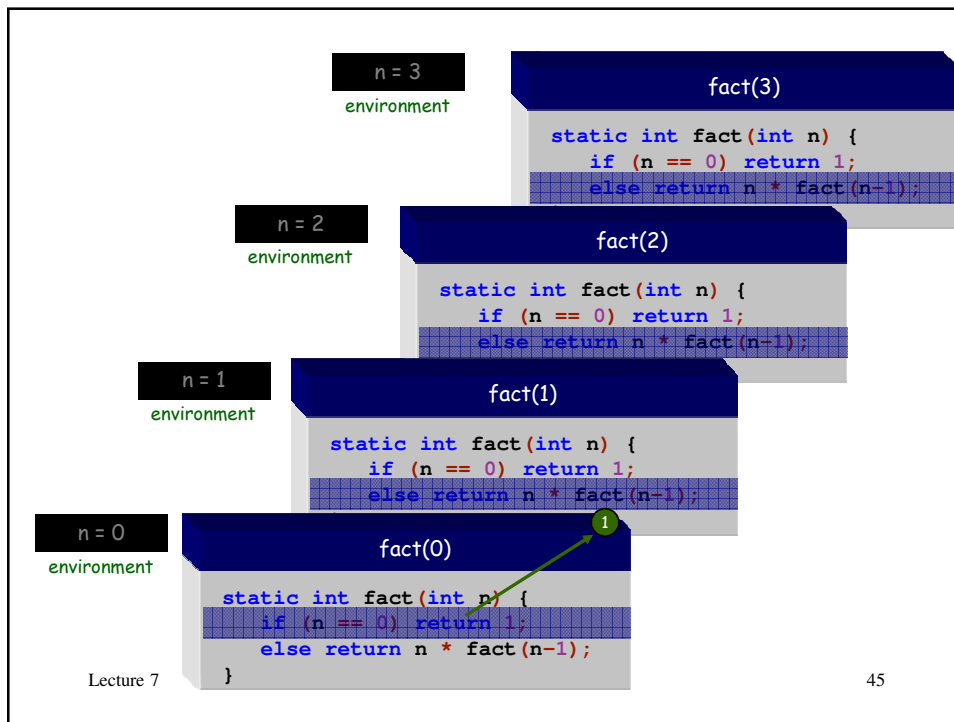 n = 3
environment
fact(3)
static int fact(int n) {
if (n == 0) return 1;
else return n * fact(n-1);
n = 2
environment
fact(2)
static int fact(int n) {
if (n == 0) return 1;
else return n * fact(n-1);
n = 1
environment
fact(1)
static int fact(int n) {
if (n == 0) return 1;
else return n * fact(n-1);
1
n = 0
environment
fact(0)
static int fact(int n) {
if (n == 0) return 1;
else return n * fact(n-1);
}
Lecture 7
45